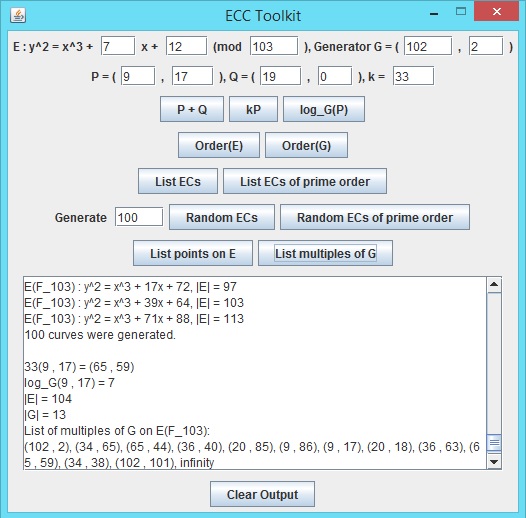 ECC Toolkit
E : y^2 = x^3 + 7 x + 12 (mod 103 ), Generator G = ( 102 , 2 )
P = ( 9 , 17 ), Q = ( 19 , 0 ), k = 33
P + Q kP log_G(P)
Order(E) Order(G)
List ECs List ECs of prime order
Generate 100 Random ECs Random ECs of prime order
List points on E List multiples of G
E(F_103) : y^2 = x^3 + 17x + 72, |E| = 97
E(F_103) : y^2 = x^3 + 39x + 64, |E| = 103
E(F_103) : y^2 = x^3 + 71x + 88, |E| = 113
100 curves were generated.
33(9 , 17) = (65 , 59)
log_G(9 , 17) = 7
|E| = 104
|G| = 13
List of multiples of G on E(F_103):
(102 , 2), (34 , 65), (65 , 44), (36 , 40), (20 , 85), (9 , 86), (9 , 17), (20 , 18), (36 , 63), (6
5 , 59), (34 , 38), (102 , 101), infinity
Clear Output